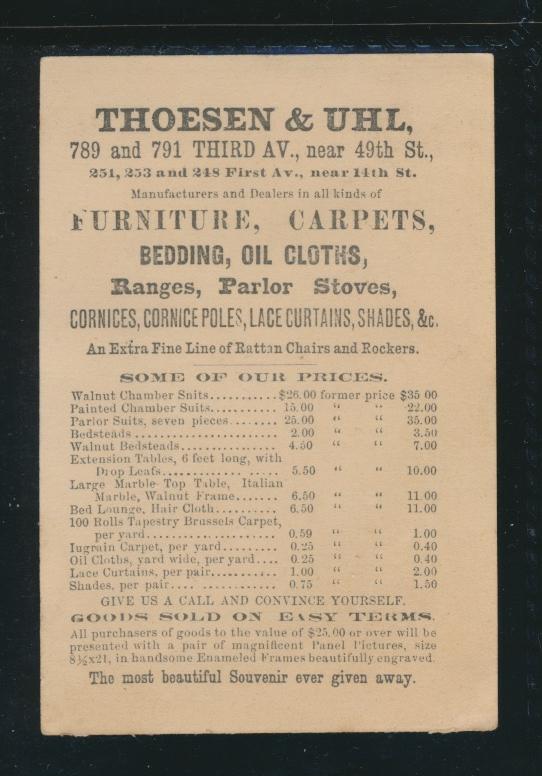 THOESEN & UHL,
789 and 791 THIRD AV., near 49th St.,
251, 253 and 248 First Av., near 14th St.
Manufacturers and Dealers in all kinds of
FURNITURE, CARPETS,
BEDDING, OIL CLOTHS,
Ranges, Parlor Stoves,
CORNICES, CORNICE POLES, LACE CURTAINS, SHADES, &c.
An Extra Fine Line of Rattan Chairs and Rockers.
SOME OF OUR PRICES.
Walnut Chamber Suits...........$26.00 former price $35 00
Painted Chamber Suits........... 15.00 " " 22.00
Parlor Suits, seven pieces........ 25.00 " " 35.00
Bedsteads ....................... 2.00 " " 3.50
Walnut Bedsteads................ 4.50 " " 7.00
Extension Tables, 6 feet long, with
Drop Leafs.................... 5.50 " " 10.00
Large Marble Top Table, Italian
Marble, Walnut Frame....... 6.50 " " 11.00
Bed Lounge, Hair Cloth.......... 6.50 " " 11.00
100 Rolls Tapestry Brussels Carpet,
per yard...................... 0.59 " " 1.00
Iugrain Carpet, per yard......... 0.25 " " 0.40
Oil Cloths, yard wide, per yard.... 0.25 " " 0.40
Lace Curtains, per pair........... 1.00 " " 2.00
Shades, per pair.... ............. 0.75 " " 1.50
GIVE US A CALL AND CONVINCE YOURSELF.
GOODS SOLD ON EASY TERMS.
All purchasers of goods to the value of $25.00 or over will be
presented with a pair of magnificent Panel Pictures, size
8½x21, in handsome Enameled Frames beautifully engraved.
The most beautiful Souvenir ever given away.